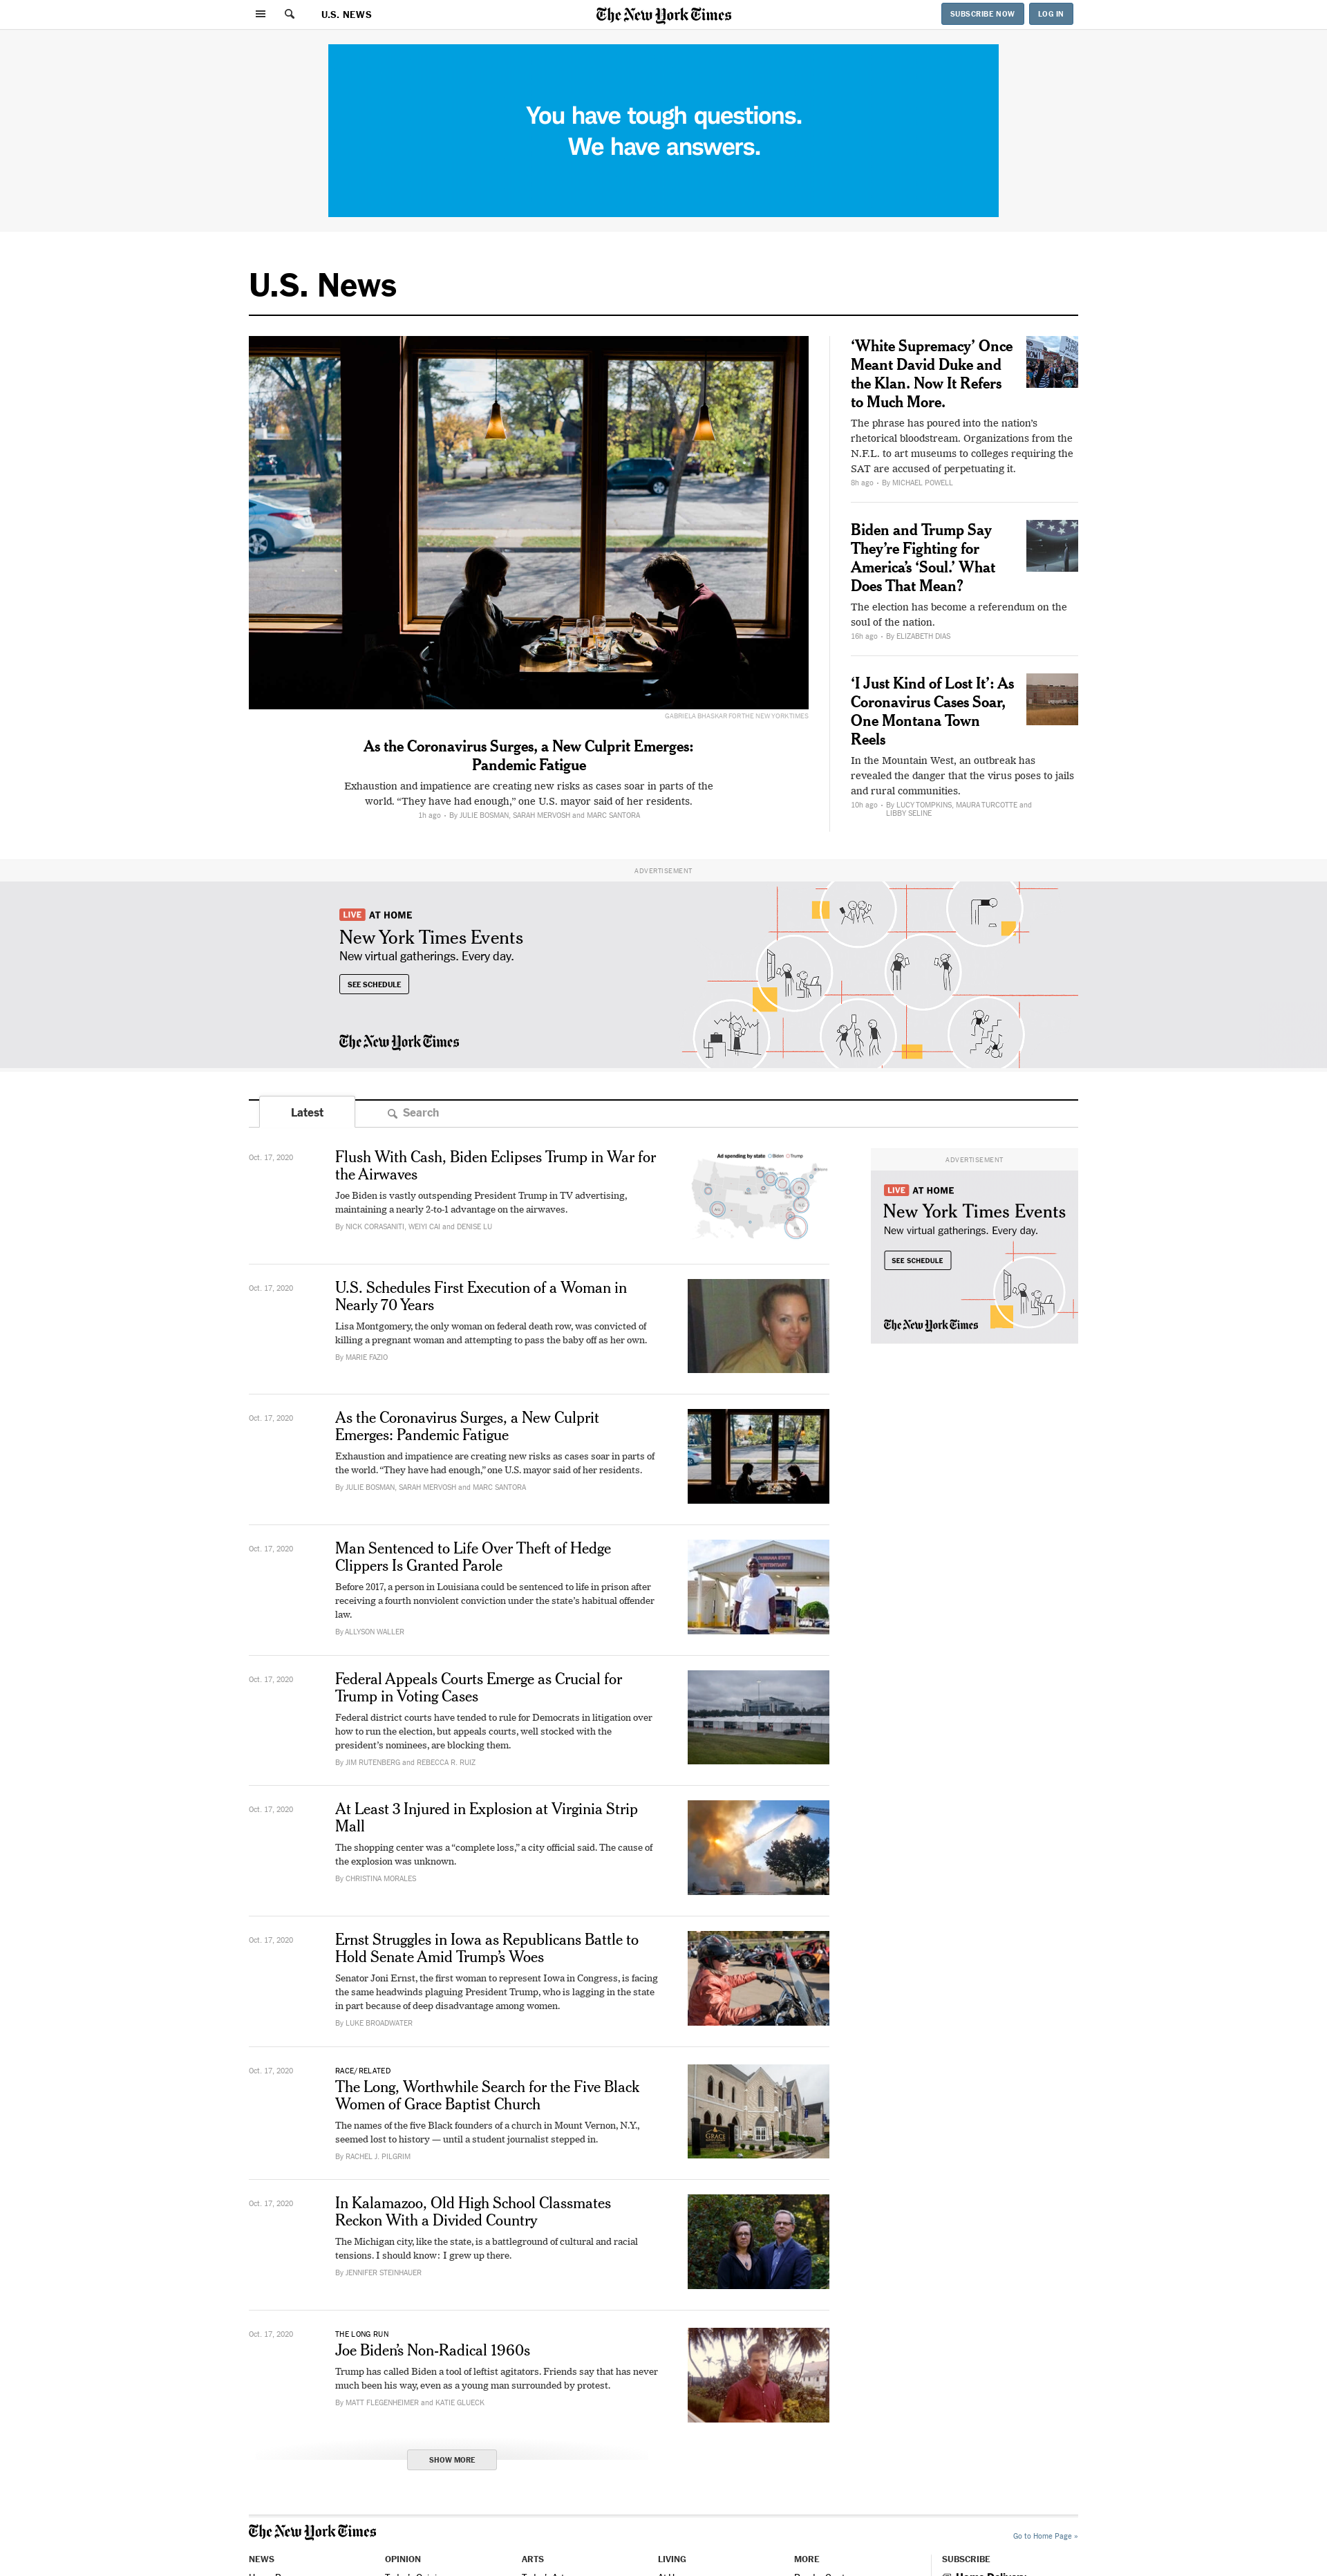 U.S. NEWS
The New York Times
SUBSCRIBE NOW
LOG IN
You have tough questions.
We have answers.
U.S. News
GABRIELA BHASKAR FOR THE NEW YORK TIMES
As the Coronavirus Surges, a New Culprit Emerges:
Pandemic Fatigue
Exhaustion and impatience are creating new risks as cases soar in parts of the
world. “They have had enough,” one U.S. mayor said of her residents.
1h ago • By JULIE BOSMAN, SARAH MERVOSH and MARC SANTORA
‘White Supremacy’ Once
Meant David Duke and
the Klan. Now It Refers
to Much More.
The phrase has poured into the nation’s
rhetorical bloodstream. Organizations from the
N.F.L. to art museums to colleges requiring the
SAT are accused of perpetuating it.
8h ago • By MICHAEL POWELL
Biden and Trump Say
They’re Fighting for
America’s ‘Soul.’ What
Does That Mean?
The election has become a referendum on the
soul of the nation.
16h ago • By ELIZABETH DIAS
‘I Just Kind of Lost It’: As
Coronavirus Cases Soar,
One Montana Town
Reels
In the Mountain West, an outbreak has
revealed the danger that the virus poses to jails
and rural communities.
10h ago • By LUCY TOMPKINS, MAURA TURCOTTE and
LIBBY SELINE
ADVERTISEMENT
LIVE AT HOME
New York Times Events
New virtual gatherings. Every day.
SEE SCHEDULE
The New York Times
Latest
Search
Oct. 17, 2020
Flush With Cash, Biden Eclipses Trump in War for
the Airwaves
Joe Biden is vastly outspending President Trump in TV advertising,
maintaining a nearly 2-to-1 advantage on the airwaves.
By NICK CORASANITI, WEIYI CAI and DENISE LU
Ad spending by state Biden Trump
ADVERTISEMENT
LIVE AT HOME
New York Times Events
New virtual gatherings. Every day.
SEE SCHEDULE
The New York Times
Oct. 17, 2020
U.S. Schedules First Execution of a Woman in
Nearly 70 Years
Lisa Montgomery, the only woman on federal death row, was convicted of
killing a pregnant woman and attempting to pass the baby off as her own.
By MARIE FAZIO
Oct. 17, 2020
As the Coronavirus Surges, a New Culprit
Emerges: Pandemic Fatigue
Exhaustion and impatience are creating new risks as cases soar in parts of
the world. “They have had enough,” one U.S. mayor said of her residents.
By JULIE BOSMAN, SARAH MERVOSH and MARC SANTORA
Oct. 17, 2020
Man Sentenced to Life Over Theft of Hedge
Clippers Is Granted Parole
Before 2017, a person in Louisiana could be sentenced to life in prison after
receiving a fourth nonviolent conviction under the state’s habitual offender
law.
By ALLYSON WALLER
Oct. 17, 2020
Federal Appeals Courts Emerge as Crucial for
Trump in Voting Cases
Federal district courts have tended to rule for Democrats in litigation over
how to run the election, but appeals courts, well stocked with the
president’s nominees, are blocking them.
By JIM RUTENBERG and REBECCA R. RUIZ
Oct. 17, 2020
At Least 3 Injured in Explosion at Virginia Strip
Mall
The shopping center was a “complete loss,” a city official said. The cause of
the explosion was unknown.
By CHRISTINA MORALES
Oct. 17, 2020
Ernst Struggles in Iowa as Republicans Battle to
Hold Senate Amid Trump’s Woes
Senator Joni Ernst, the first woman to represent Iowa in Congress, is facing
the same headwinds plaguing President Trump, who is lagging in the state
in part because of deep disadvantage among women.
By LUKE BROADWATER
Oct. 17, 2020
RACE/RELATED
The Long, Worthwhile Search for the Five Black
Women of Grace Baptist Church
The names of the five Black founders of a church in Mount Vernon, N.Y.,
seemed lost to history — until a student journalist stepped in.
By RACHEL J. PILGRIM
GRACE
Oct. 17, 2020
In Kalamazoo, Old High School Classmates
Reckon With a Divided Country
The Michigan city, like the state, is a battleground of cultural and racial
tensions. I should know: I grew up there.
By JENNIFER STEINHAUER
Oct. 17, 2020
THE LONG RUN
Joe Biden’s Non-Radical 1960s
Trump has called Biden a tool of leftist agitators. Friends say that has never
much been his way, even as a young man surrounded by protest.
By MATT FLEGENHEIMER and KATIE GLUECK
SHOW MORE
The New York Times
Go to Home Page »
NEWS
OPINION
ARTS
LIVING
MORE
SUBSCRIBE